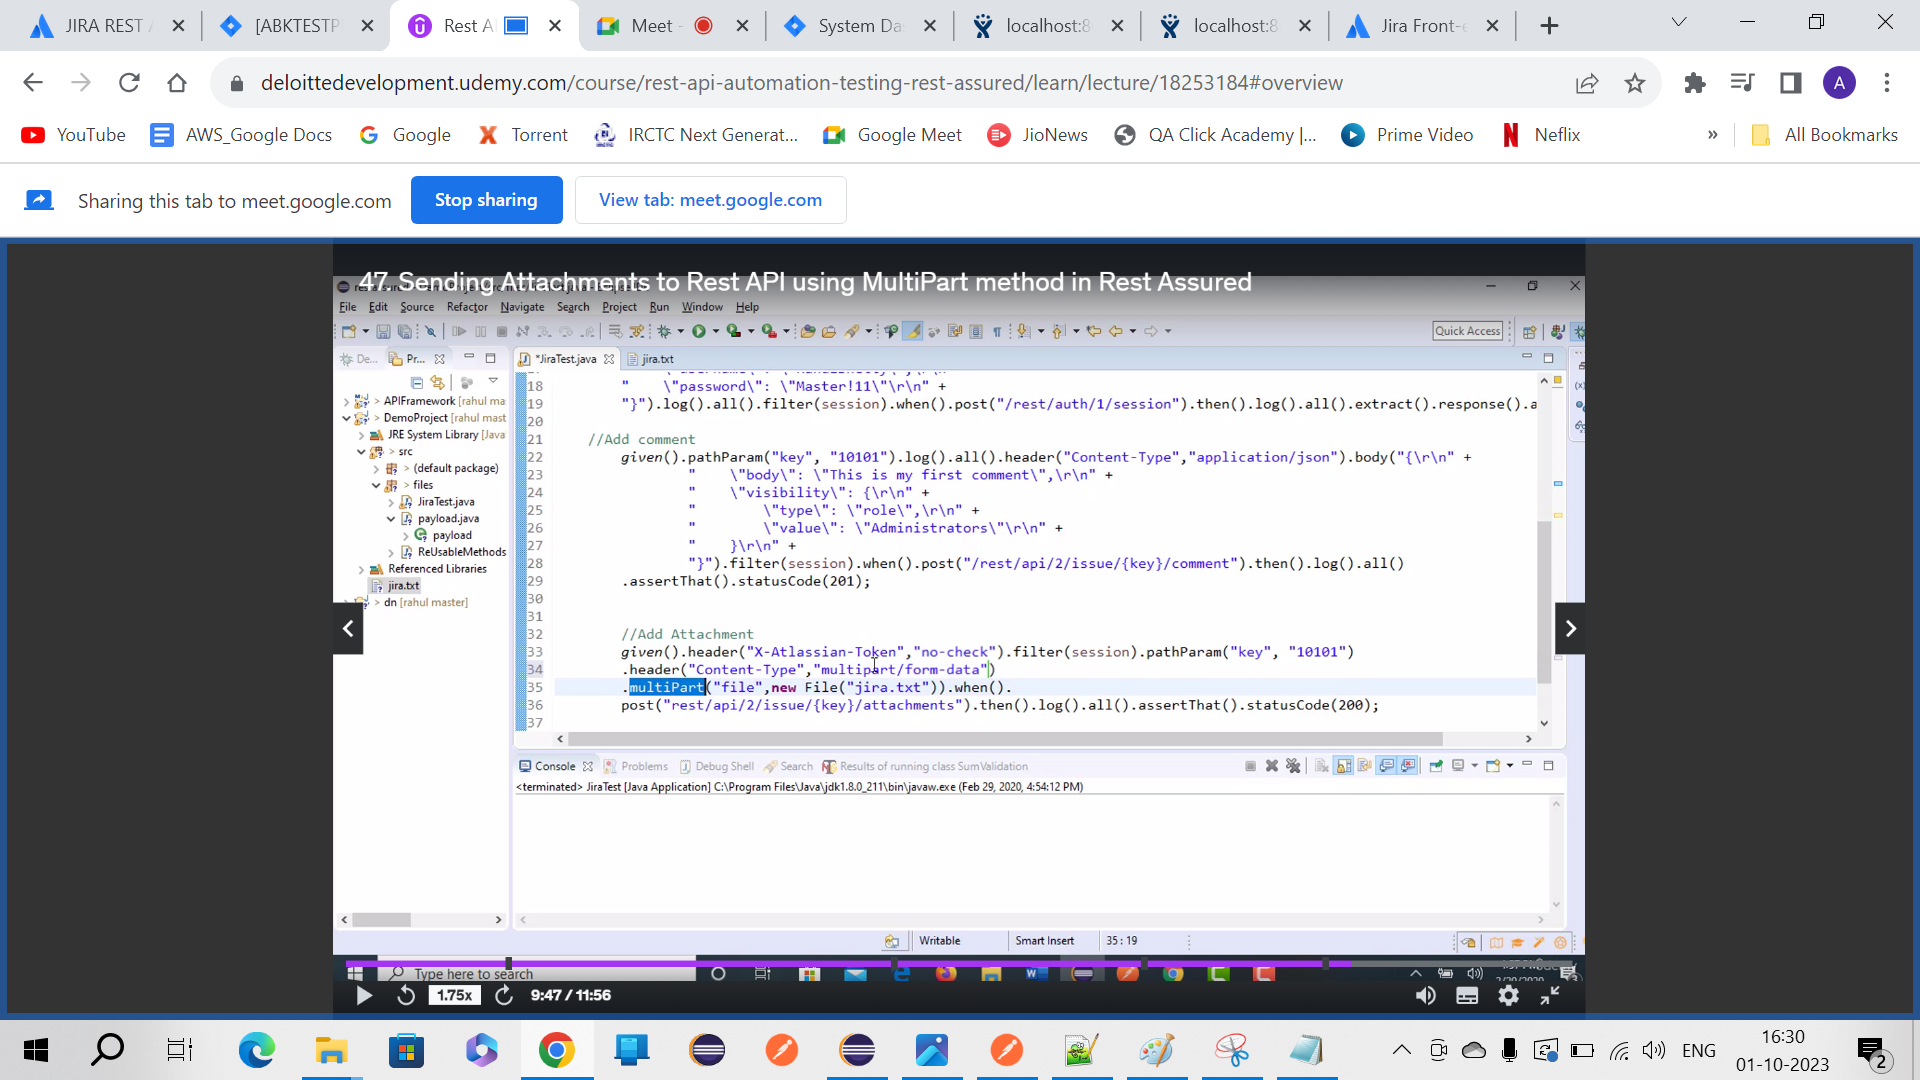 JIRA REST
[ABKTESTP
Rest A
Meet -
System Da
localhost:8
localhost:8
Jira Front-e
deloittedevelopment.udemy.com/course/rest-api-automation-testing-rest-assured/learn/lecture/18253184#overview
A
YouTube
AWS_Google Docs
Google
Torrent
IRCTC Next Generat...
Google Meet
JioNews
QA Click Academy |...
Prime Video
Neflix
»
All Bookmarks
Sharing this tab to meet.google.com
Stop sharing
View tab: meet.google.com
47. Sending Attachments to Rest API using MultiPart method in Rest Assured
File Edit Source Refactor Navigate Search Project Run Window Help
Quick Access
De...
Pr...
*JiraTest.java
jira.txt
> APIFramework [rahul ma
> DemoProject [rahul mast
JRE System Library [Java
> src
> (default package)
> files
JiraTest.java
payload.java
payload
ReUsableMethods
Referenced Libraries
jira.txt
> dn [rahul master]
18 "    \"password\": \"Master!11\"\r\n" +
19 "}").log().all().filter(session).when().post("/rest/auth/1/session").then().log().all().extract().response().a
20
21 //Add comment
22 given().pathParam("key", "10101").log().all().header("Content-Type","application/json").body("{\r\n" +
23 "    \"body\": \"This is my first comment\",\r\n" +
24 "    \"visibility\": {\r\n" +
25 "        \"type\": \"role\",\r\n" +
26 "        \"value\": \"Administrators\"\r\n" +
27 "    }\r\n" +
28 "}").filter(session).when().post("/rest/api/2/issue/{key}/comment").then().log().all()
29 .assertThat().statusCode(201);
30
31
32 //Add Attachment
33 given().header("X-Atlassian-Token","no-check").filter(session).pathParam("key", "10101")
34 .header("Content-Type","multipart/form-data")
35 .multiPart("file",new File("jira.txt")).when().
36 post("rest/api/2/issue/{key}/attachments").then().log().all().assertThat().statusCode(200);
37
Console
Problems
Debug Shell
Search
Results of running class SumValidation
<terminated> JiraTest [Java Application] C:\Program Files\Java\jdk1.8.0_211\bin\javaw.exe (Feb 29, 2020, 4:54:12 PM)
Writable
Smart Insert
35 : 19
Type here to search
1.75x
9:47 / 11:56
ENG
16:30
01-10-2023
2